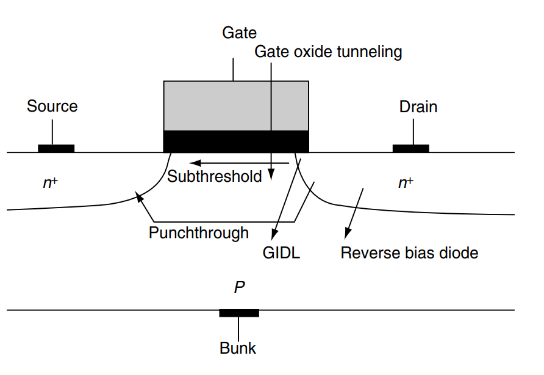 Gate
Gate oxide tunneling
Source
Drain
n+
Subthreshold
n+
Punchthrough
GIDL
Reverse bias diode
P
Bunk